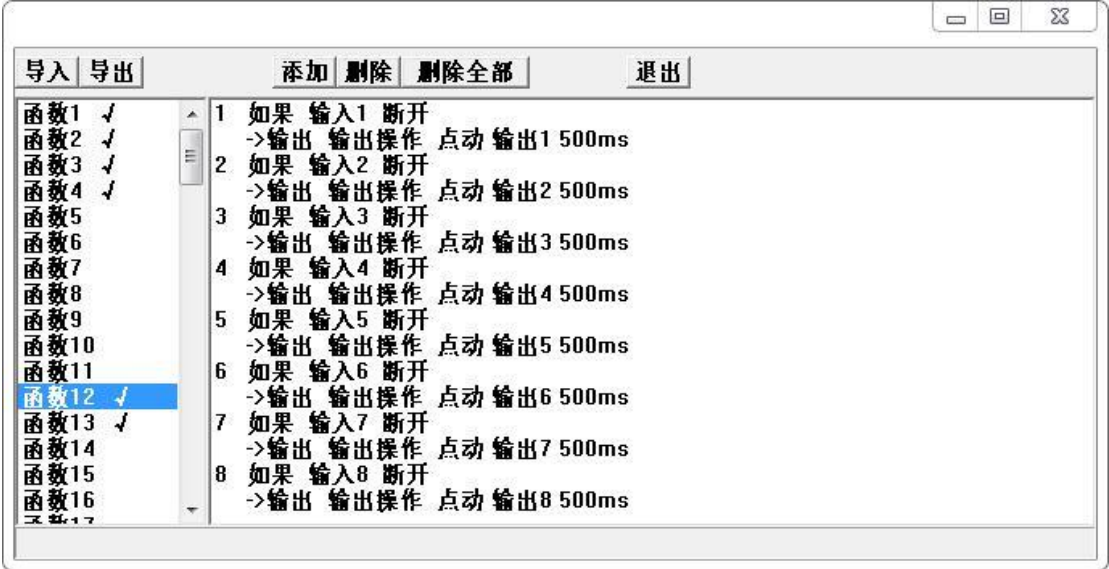 导入 导出 添加 删除 删除全部 退出
函数1 √
函数2 √
函数3 √
函数4 √
函数5
函数6
函数7
函数8
函数9
函数10
函数11
函数12 √
函数13 √
函数14
函数15
函数16
函数17
1 如果 输入1 断开
->输出 输出操作 点动 输出1 500ms
2 如果 输入2 断开
->输出 输出操作 点动 输出2 500ms
3 如果 输入3 断开
->输出 输出操作 点动 输出3 500ms
4 如果 输入4 断开
->输出 输出操作 点动 输出4 500ms
5 如果 输入5 断开
->输出 输出操作 点动 输出5 500ms
6 如果 输入6 断开
->输出 输出操作 点动 输出6 500ms
7 如果 输入7 断开
->输出 输出操作 点动 输出7 500ms
8 如果 输入8 断开
->输出 输出操作 点动 输出8 500ms